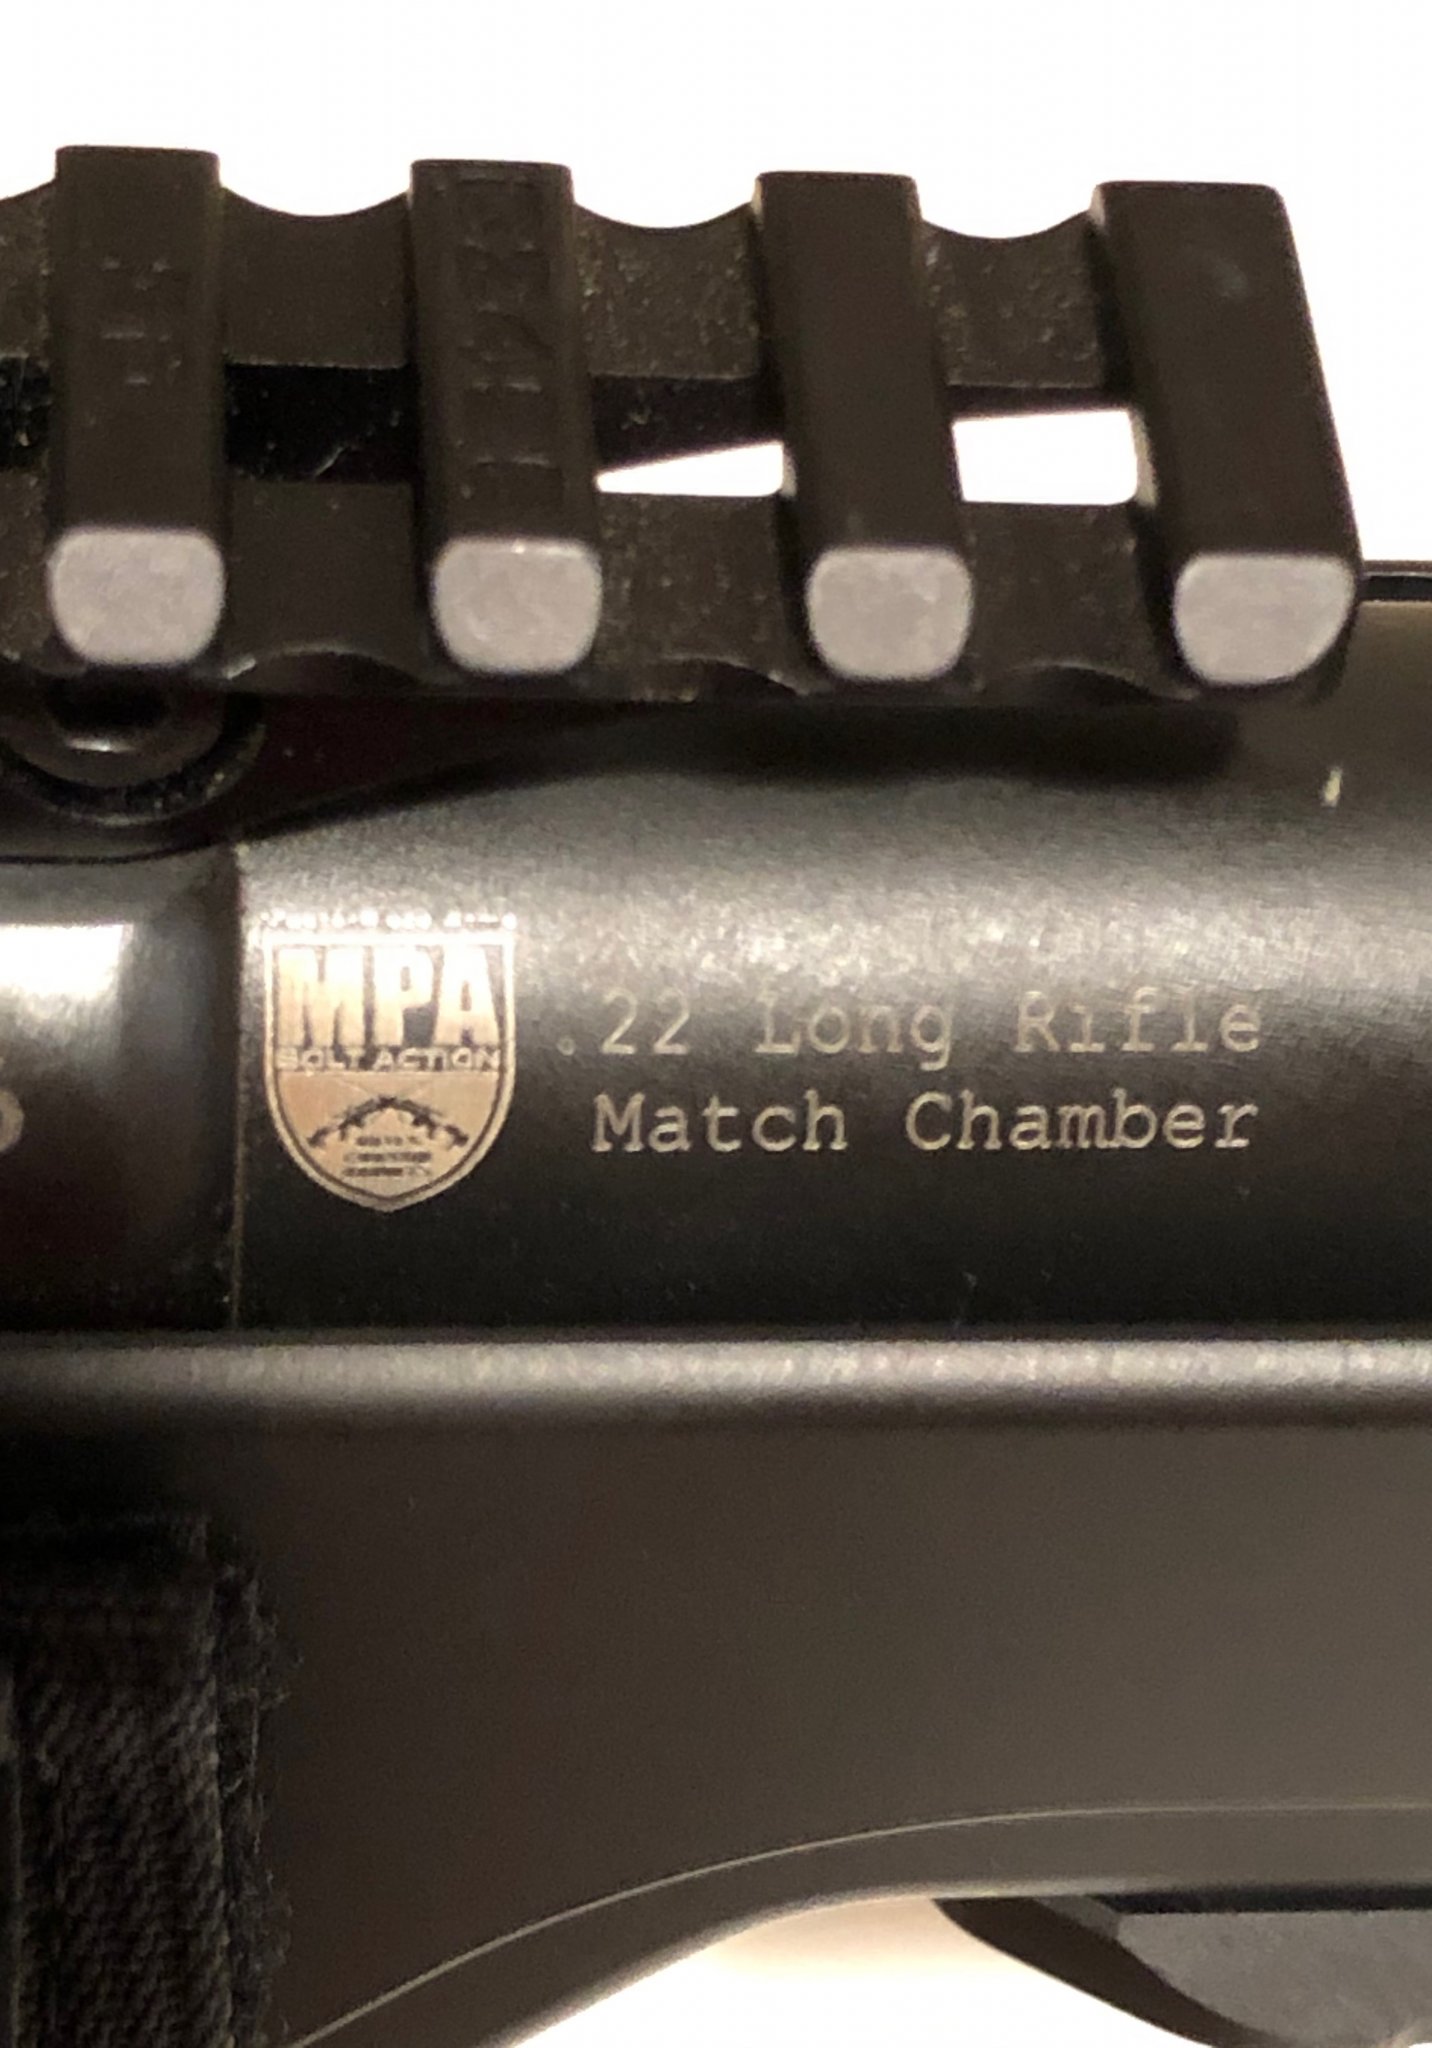 MPA
BOLT ACTION
.22 Long Rifle
Match Chamber